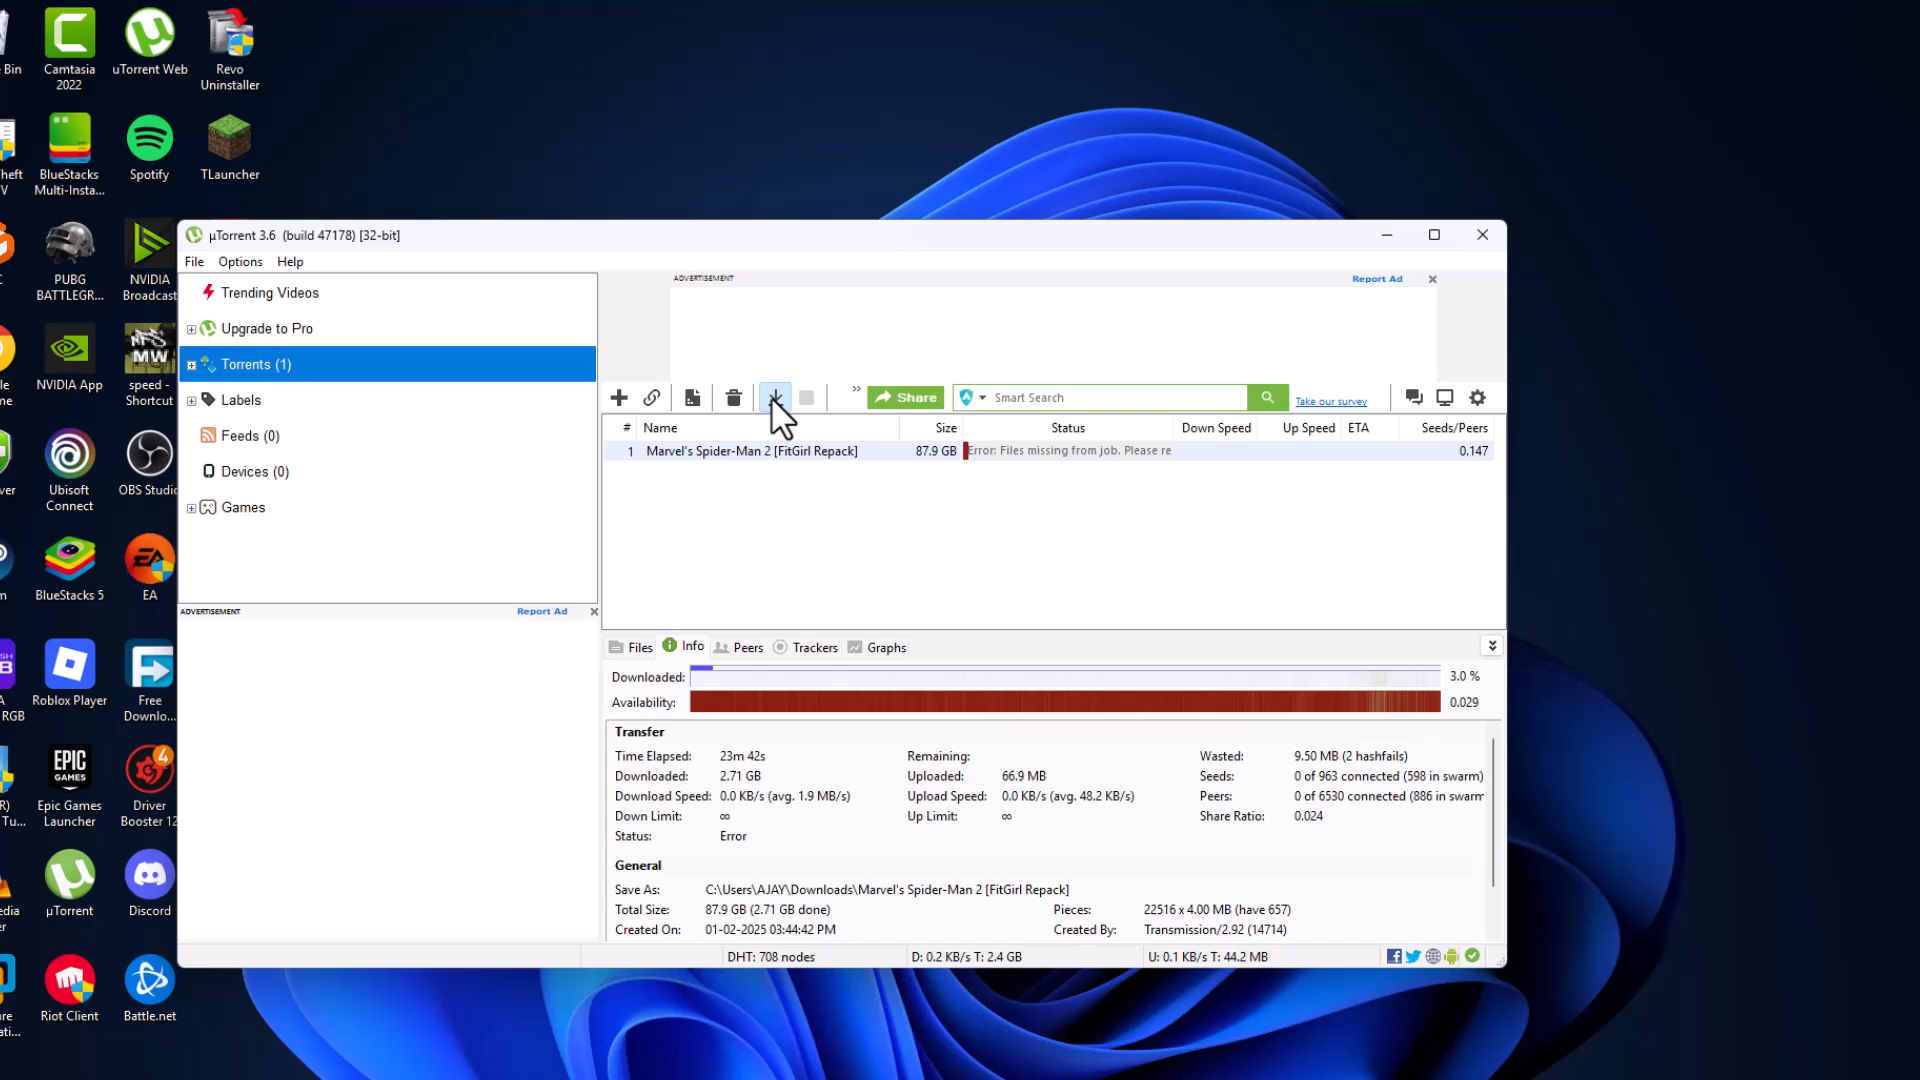 e Bin
Camtasia
2022
uTorrent Web
Revo
Uninstaller
heft
V
BlueStacks
Multi-Insta...
Spotify
TLauncher
C
PUBG
BATTLEGR...
NVIDIA
Broadcast
le
me
NVIDIA App
speed -
Shortcut
ver
Ubisoft
Connect
OBS Studio
m
BlueStacks 5
EA
A
RGB
Roblox Player
Free
Downlo...
R)
Tu...
Epic Games
Launcher
EPIC
GAMES
Driver
Booster 12
4
edia
er
µTorrent
Discord
are
ati...
Riot Client
Battle.net
µTorrent 3.6 (build 47178) [32-bit]
File Options Help
Trending Videos
Upgrade to Pro
Torrents (1)
Labels
Feeds (0)
Devices (0)
Games
ADVERTISEMENT Report Ad
ADVERTISEMENT Report Ad
Share Smart Search Take our survey
# Name Size Status Down Speed Up Speed ETA Seeds/Peers
1 Marvel's Spider-Man 2 [FitGirl Repack] 87.9 GB Error: Files missing from job. Please re 0.147
Files Info Peers Trackers Graphs
Downloaded: 3.0 %
Availability: 0.029
Transfer
Time Elapsed: 23m 42s Remaining: Wasted: 9.50 MB (2 hashfails)
Downloaded: 2.71 GB Uploaded: 66.9 MB Seeds: 0 of 963 connected (598 in swarm)
Download Speed: 0.0 KB/s (avg. 1.9 MB/s) Upload Speed: 0.0 KB/s (avg. 48.2 KB/s) Peers: 0 of 6530 connected (886 in swarm
Down Limit: ∞ Up Limit: ∞ Share Ratio: 0.024
Status: Error
General
Save As: C:\Users\AJAY\Downloads\Marvel's Spider-Man 2 [FitGirl Repack]
Total Size: 87.9 GB (2.71 GB done) Pieces: 22516 x 4.00 MB (have 657)
Created On: 01-02-2025 03:44:42 PM Created By: Transmission/2.92 (14714)
DHT: 708 nodes D: 0.2 KB/s T: 2.4 GB U: 0.1 KB/s T: 44.2 MB